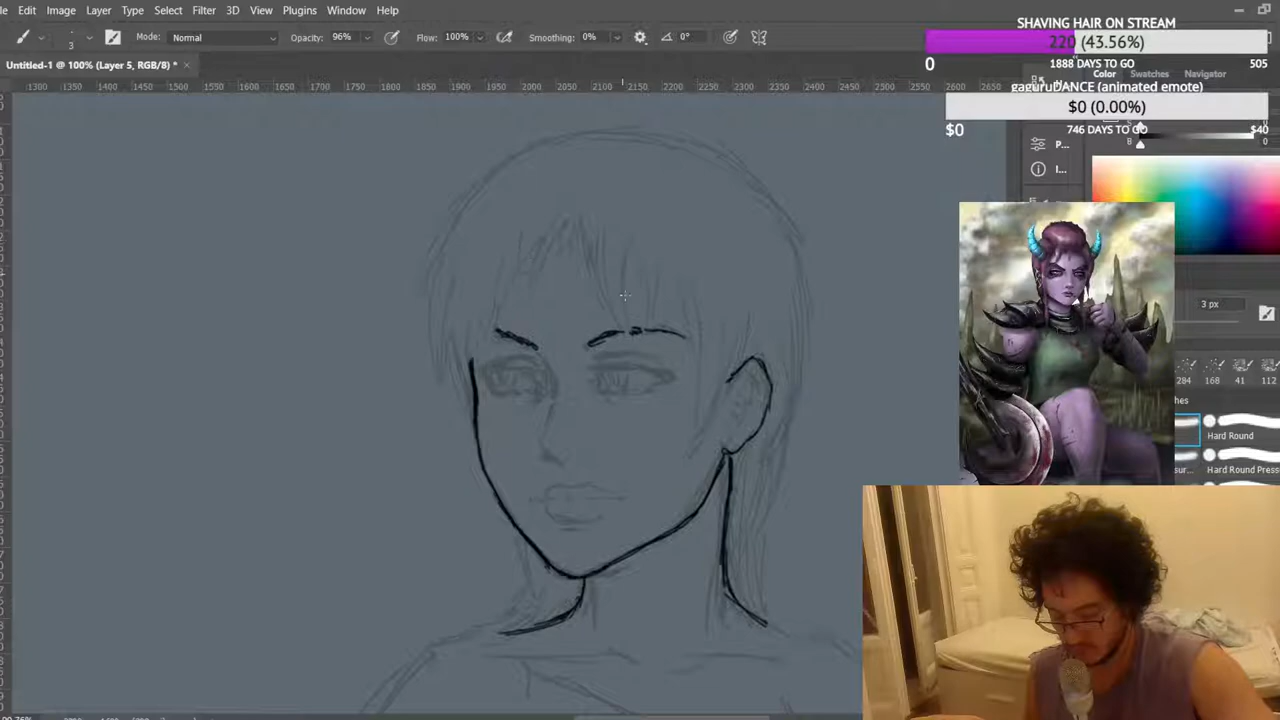 Edit Image Layer Type Select Filter 3D View Plugins Window Help
SHAVING HAIR ON STREAM
220 (43.56%)
0 1888 DAYS TO GO 505
3 Mode: Normal Opacity: 96% Flow: 100% Smoothing: 0% 0°
Untitled-1 @ 100% (Layer 5, RGB/8) *
Color Swatches Navigator
gaguruDANCE (animated emote)
$0 (0.00%)
$0 746 DAYS TO GO $40
1300 1350 1400 1450 1500 1550 1600 1650 1700 1750 1800 1850 1900 1950 2000 2050 2100 2150 2200 2250 2300 2350 2400 2450 2500 2550 2600 2650
B 0
P...
I...
3 px
284 168 41 112
Hard Round
Hard Round Press